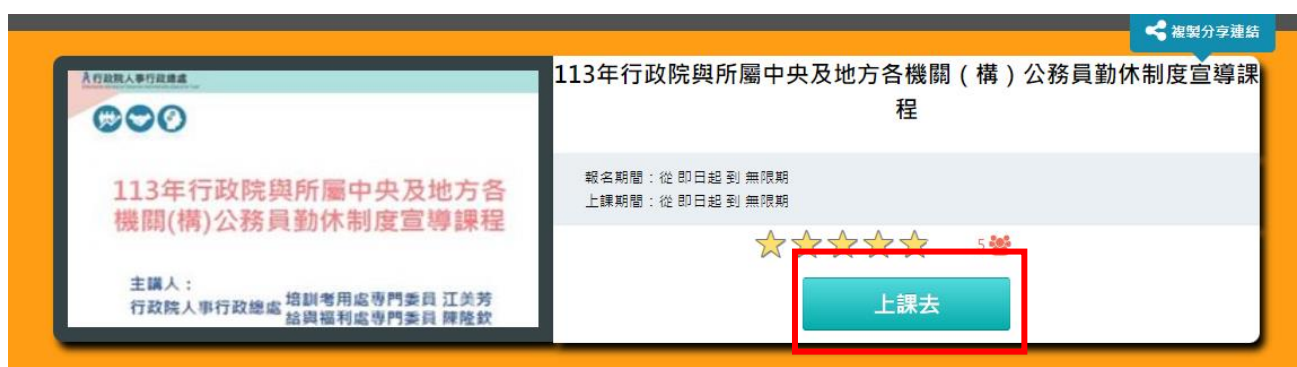 複製分享連結
行政院人事行政總處
113年行政院與所屬中央及地方各
機關(構)公務員勤休制度宣導課程
主講人：
行政院人事行政總處
培訓考用處專門委員 江美芳
給與福利處專門委員 陳隆欽
113年行政院與所屬中央及地方各機關（構）公務員勤休制度宣導課
程
報名期間：從 即日起 到 無限期
上課期間：從 即日起 到 無限期
5
上課去